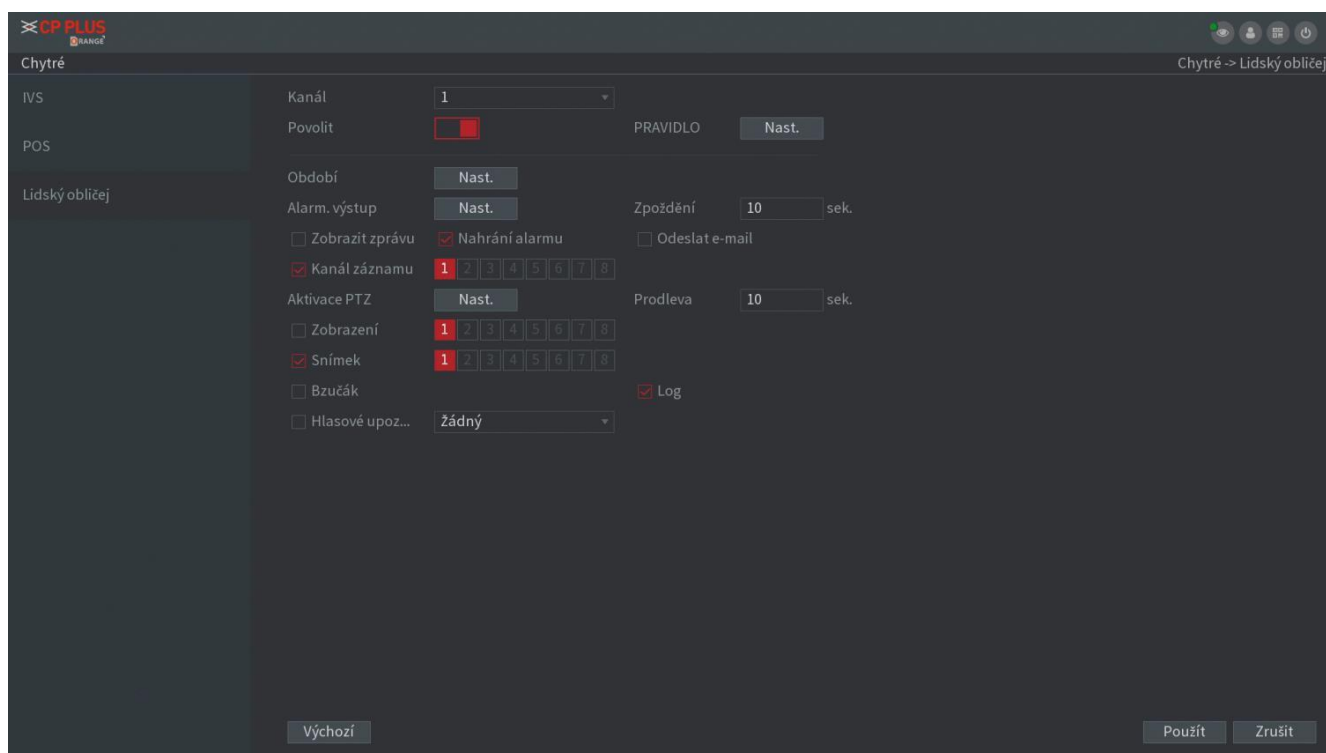 CP PLUS
ORANGE
Chytré
Chytré -> Lidský obličej
IVS
POS
Lidský obličej
Kanál 1
Povolit PRAVIDLO Nast.
Období Nast.
Alarm. výstup Nast. Zpoždění 10 sek.
Zobrazit zprávu Nahrání alarmu Odeslat e-mail
Kanál záznamu 1 2 3 4 5 6 7 8
Aktivace PTZ Nast. Prodleva 10 sek.
Zobrazení 1 2 3 4 5 6 7 8
Snímek 1 2 3 4 5 6 7 8
Bzučák Log
Hlasové upoz... Žádný
Výchozí Použít Zrušit